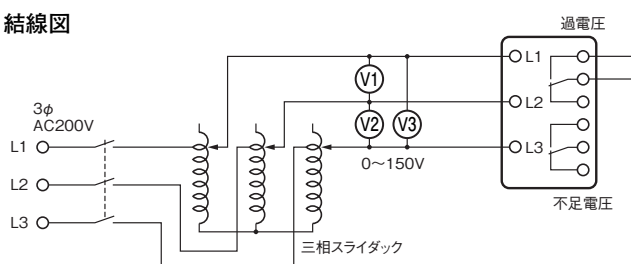 結線図
過電圧
L1
V1
L2
3φ
AC200V
V2
V3
L1
L3
0～150V
L2
不足電圧
L3
三相スライダック